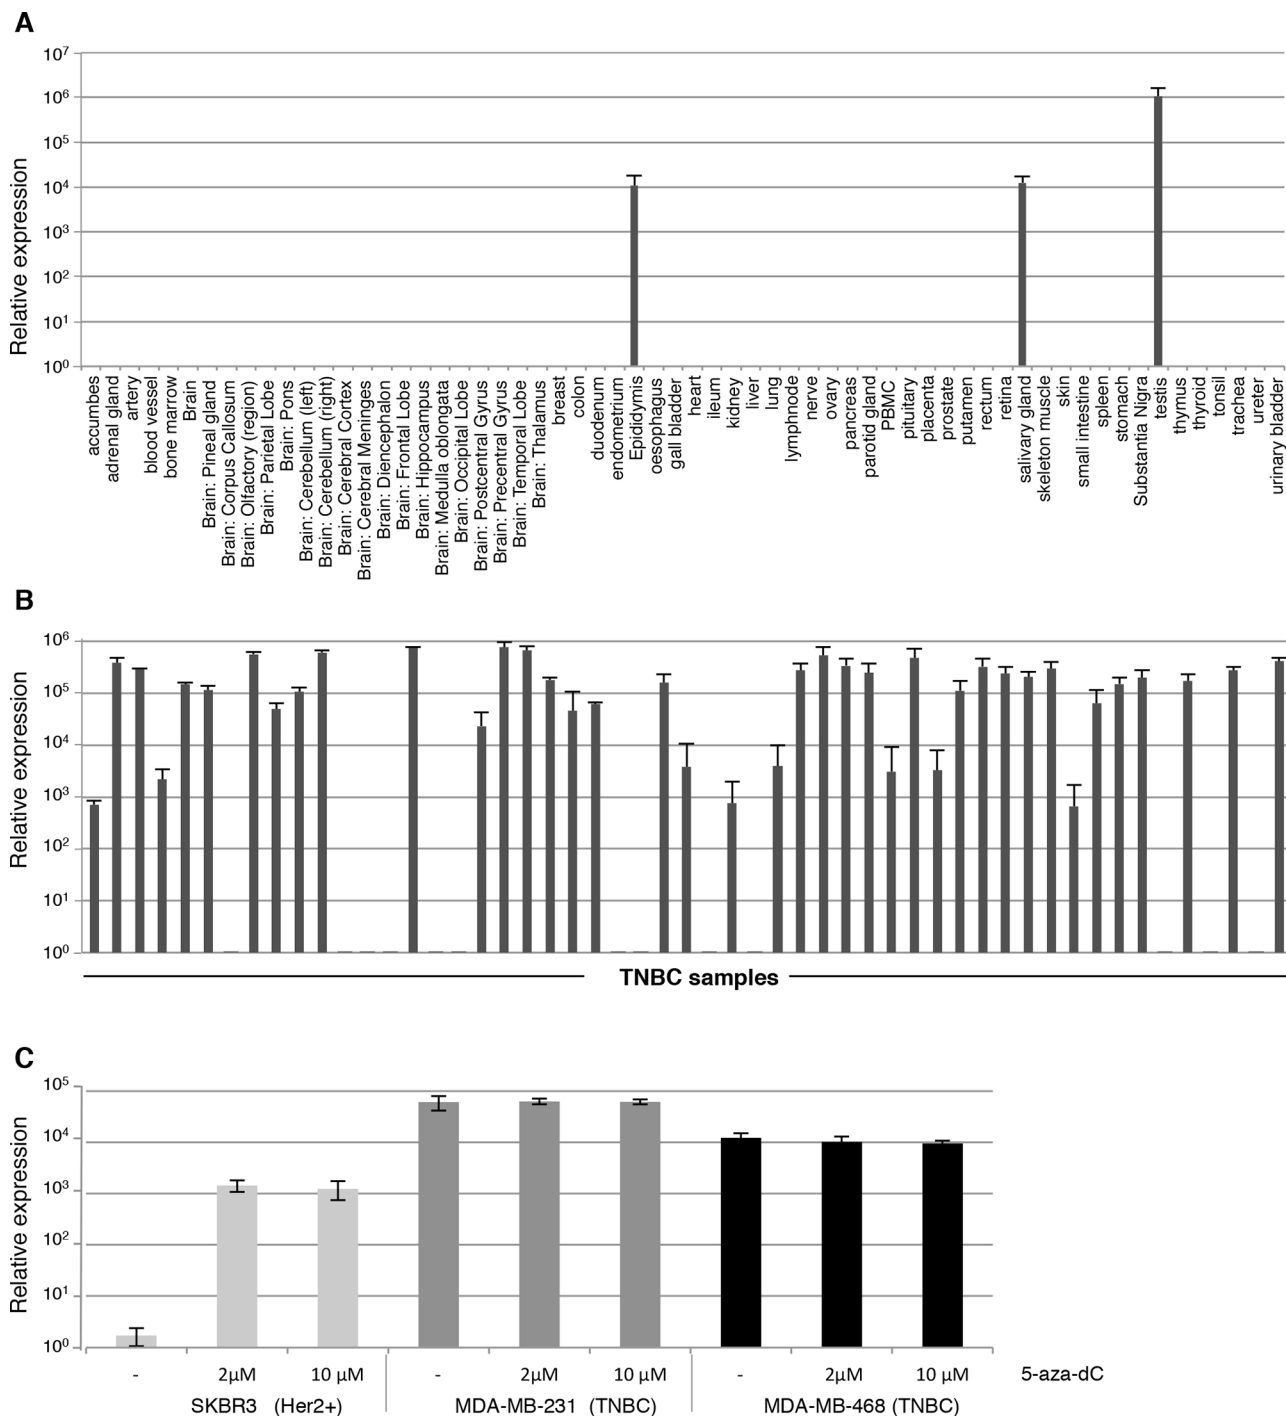 A
10⁷
10⁶
10⁵
10⁴
10³
10²
10¹
10⁰
Relative expression
accumbes
adrenal gland
artery
blood vessel
bone marrow
Brain
Brain: Pineal gland
Brain: Corpus Callosum
Brain: Olfactory (region)
Brain: Parietal Lobe
Brain: Pons
Brain: Cerebellum (left)
Brain: Cerebellum (right)
Brain: Cerebral Cortex
Brain: Cerebral Meninges
Brain: Diencephalon
Brain: Frontal Lobe
Brain: Hippocampus
Brain: Medulla oblongata
Brain: Occipital Lobe
Brain: Postcentral Gyrus
Brain: Precentral Gyrus
Brain: Temporal Lobe
Brain: Thalamus
breast
colon
duodenum
endometrium
Epididymis
oesophagus
gall bladder
heart
ileum
kidney
liver
lung
lymphnode
nerve
ovary
pancreas
parotid gland
PBMC
pituitary
placenta
prostate
putamen
rectum
retina
salivary gland
skeleton muscle
skin
small intestine
spleen
stomach
Substantia Nigra
testis
thymus
thyroid
tonsil
trachea
ureter
urinary bladder
B
10⁶
10⁵
10⁴
10³
10²
10¹
10⁰
Relative expression
TNBC samples
C
10⁵
10⁴
10³
10²
10¹
10⁰
Relative expression
- 2µM 10 µM - 2µM 10 µM - 2µM 10 µM 5-aza-dC
SKBR3 (Her2+) MDA-MB-231 (TNBC) MDA-MB-468 (TNBC)